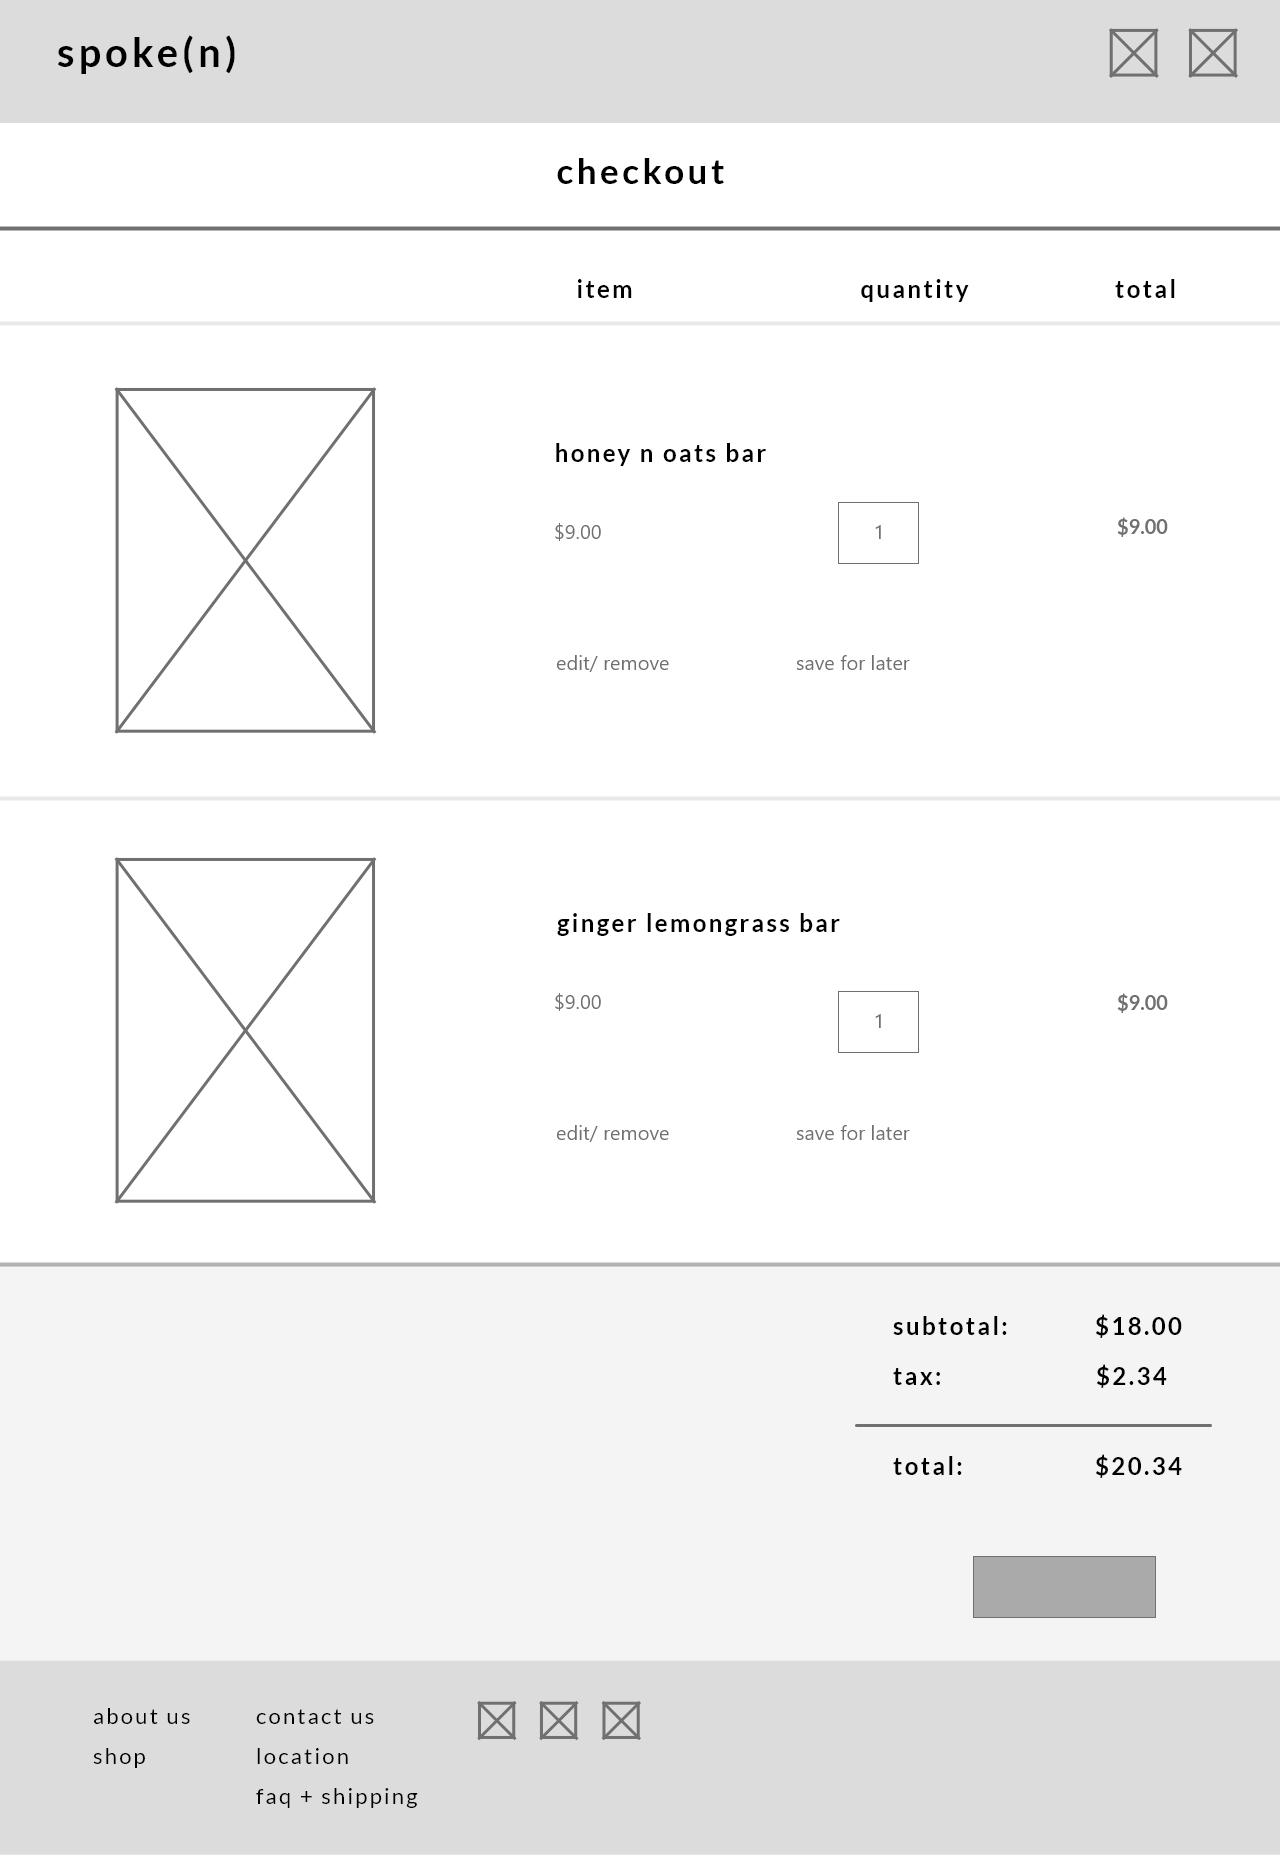 spoke(n)
checkout
item quantity total
honey n oats bar
$9.00 1 $9.00
edit/ remove save for later
ginger lemongrass bar
$9.00 1 $9.00
edit/ remove save for later
subtotal: $18.00
tax: $2.34
total: $20.34
about us contact us
shop location
faq + shipping